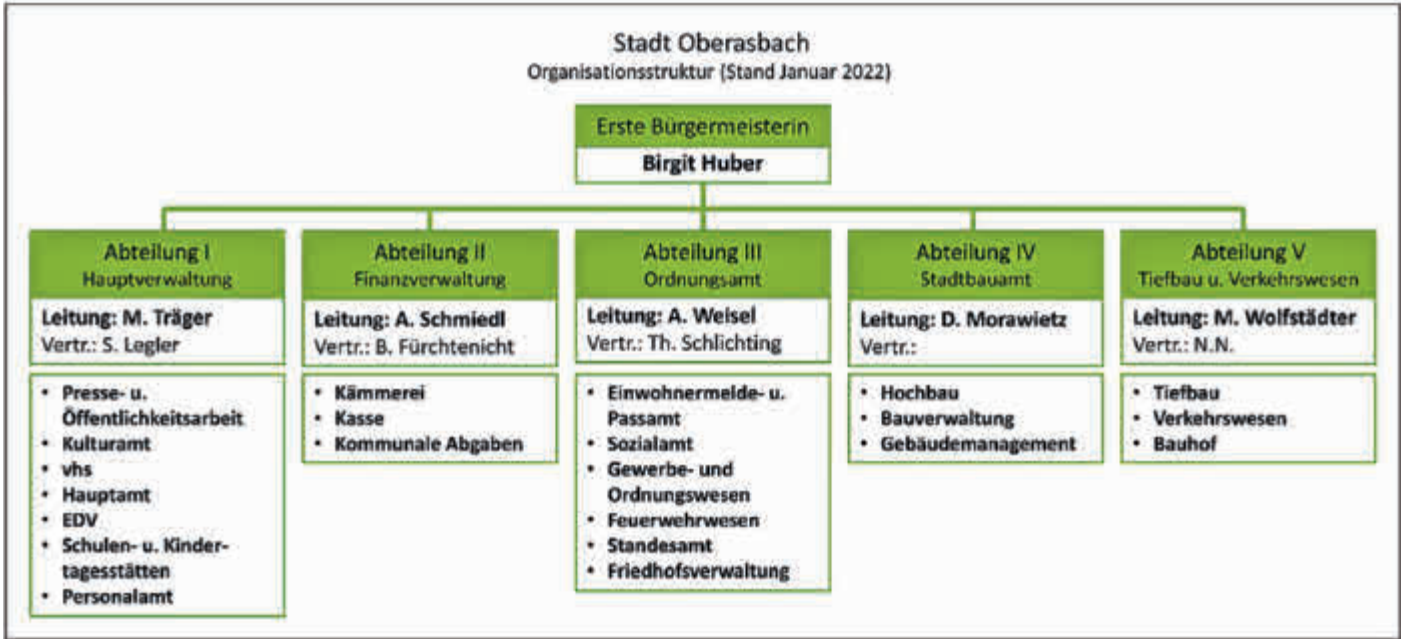 Stadt Oberasbach
Organisationsstruktur (Stand Januar 2022)
Erste Bürgermeisterin
Birgit Huber
Abteilung I
Hauptverwaltung
Leitung: M. Träger
Vertr.: S. Legler
• Presse- u.
Öffentlichkeitsarbeit
• Kulturamt
• vhs
• Hauptamt
• EDV
• Schulen- u. Kinder-
tagesstätten
• Personalamt
Abteilung II
Finanzverwaltung
Leitung: A. Schmiedl
Vertr.: B. Fürchtenicht
• Kämmerei
• Kasse
• Kommunale Abgaben
Abteilung III
Ordnungsamt
Leitung: A. Weisel
Vertr.: Th. Schlichting
• Einwohnermelde- u.
Passamt
• Sozialamt
• Gewerbe- und
Ordnungswesen
• Feuerwehrwesen
• Standesamt
• Friedhofsverwaltung
Abteilung IV
Stadtbauamt
Leitung: D. Morawietz
Vertr.:
• Hochbau
• Bauverwaltung
• Gebäudemanagement
Abteilung V
Tiefbau u. Verkehrswesen
Leitung: M. Wolfstädter
Vertr.: N.N.
• Tiefbau
• Verkehrswesen
• Bauhof